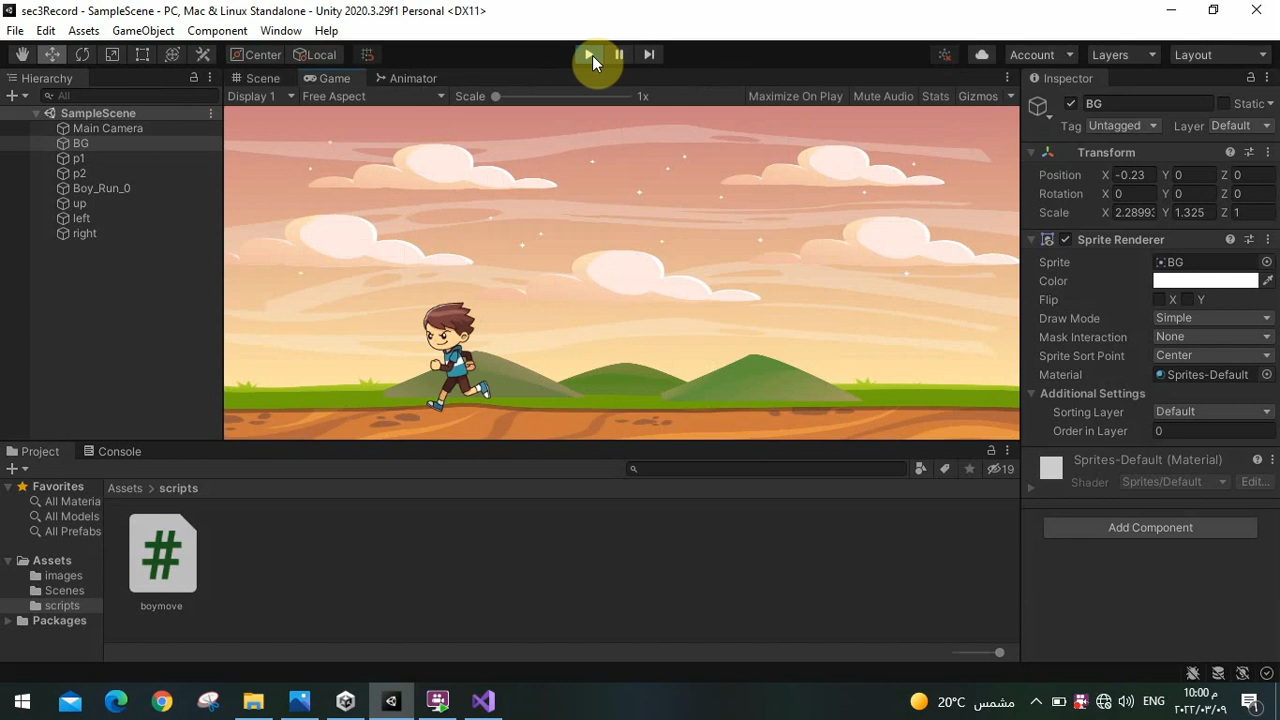 sec3Record - SampleScene - PC, Mac & Linux Standalone - Unity 2020.3.29f1 Personal <DX11>
File Edit Assets GameObject Component Window Help
Center Local Account Layers Layout
Hierarchy Scene Game Animator Inspector
All Display 1 Free Aspect Scale 1x Maximize On Play Mute Audio Stats Gizmos BG Static
SampleScene
Tag Untagged Layer Default
Main Camera
BG
p1
p2
Boy_Run_0
up
left
right
Transform
Position X -0.23 Y 0 Z 0
Rotation X 0 Y 0 Z 0
Scale X 2.28993 Y 1.325 Z 1
Sprite Renderer
Sprite BG
Color
Flip X Y
Draw Mode Simple
Mask Interaction None
Sprite Sort Point Center
Material Sprites-Default
Additional Settings
Sorting Layer Default
Order in Layer 0
Sprites-Default (Material)
Shader Sprites/Default Edit...
Add Component
Project Console
19
Favorites
All Materia
All Models
All Prefabs
Assets
images
Scenes
scripts
Packages
Assets > scripts
#
boymove
20°C مشمس ENG
10:00 م
٢٠٢٢/٠٣/٠٩
1